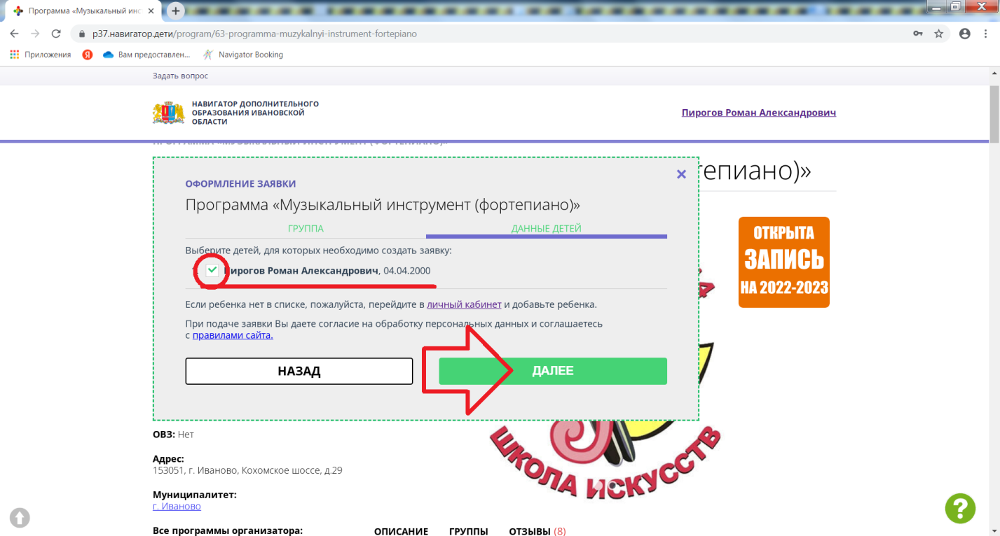 Программа «Музыкальный инс
p37.навигатор.дети/program/63-programma-muzykalnyi-instrument-fortepiano
Приложения
Я
Вам предоставлен...
Navigator Booking
Задать вопрос
НАВИГАТОР ДОПОЛНИТЕЛЬНОГО
ОБРАЗОВАНИЯ ИВАНОВСКОЙ
ОБЛАСТИ
Пирогов Роман Александрович
ПРОГРАММА «МУЗЫКАЛЬНЫЙ ИНСТРУМЕНТ (ФОРТЕПИАНО)»
тепиано)»
ОФОРМЛЕНИЕ ЗАЯВКИ
Программа «Музыкальный инструмент (фортепиано)»
ГРУППА
ДАННЫЕ ДЕТЕЙ
Выберите детей, для которых необходимо создать заявку:
Пирогов Роман Александрович, 04.04.2000
Если ребенка нет в списке, пожалуйста, перейдите в личный кабинет и добавьте ребенка.
При подаче заявки Вы даете согласие на обработку персональных данных и соглашаетесь
с правилами сайта.
НАЗАД
ДАЛЕЕ
ОТКРЫТА
ЗАПИСЬ
НА 2022-2023
ШКОЛА ИСКУССТВ
ОВЗ: Нет
Адрес:
153051, г. Иваново, Кохомское шоссе, д.29
Муниципалитет:
г. Иваново
Все программы организатора:
ОПИСАНИЕ
ГРУППЫ
ОТЗЫВЫ (8)